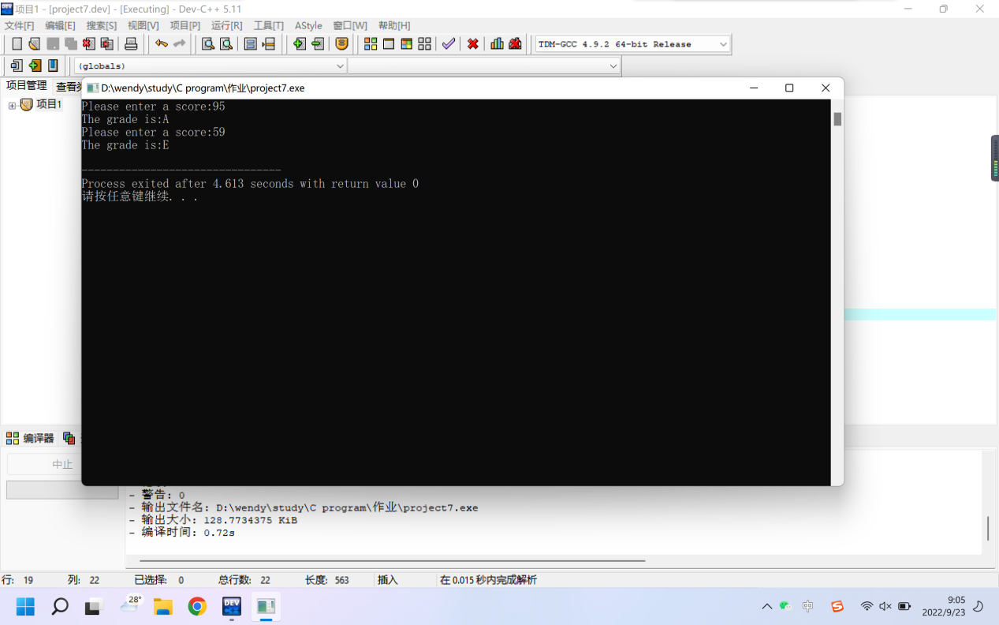 项目1 - [project7.dev] - [Executing] - Dev-C++ 5.11
文件[F] 编辑[E] 搜索[S] 视图[V] 项目[P] 运行[R] 工具[T] AStyle 窗口[W] 帮助[H]
TDM-GCC 4.9.2 64-bit Release
(globals)
项目管理 查看类
D:\wendy\study\C program\作业\project7.exe
项目1
Please enter a score:95
The grade is:A
Please enter a score:59
The grade is:E
--------------------------------
Process exited after 4.613 seconds with return value 0
请按任意键继续. . .
编译器
中止
- 警告: 0
- 输出文件名: D:\wendy\study\C program\作业\project7.exe
- 输出大小: 128.7734375 KiB
- 编译时间: 0.72s
行: 19 列: 22 已选择: 0 总行数: 22 长度: 563 插入 在 0.015 秒内完成解析
28°
DEV
中
9:05
2022/9/23